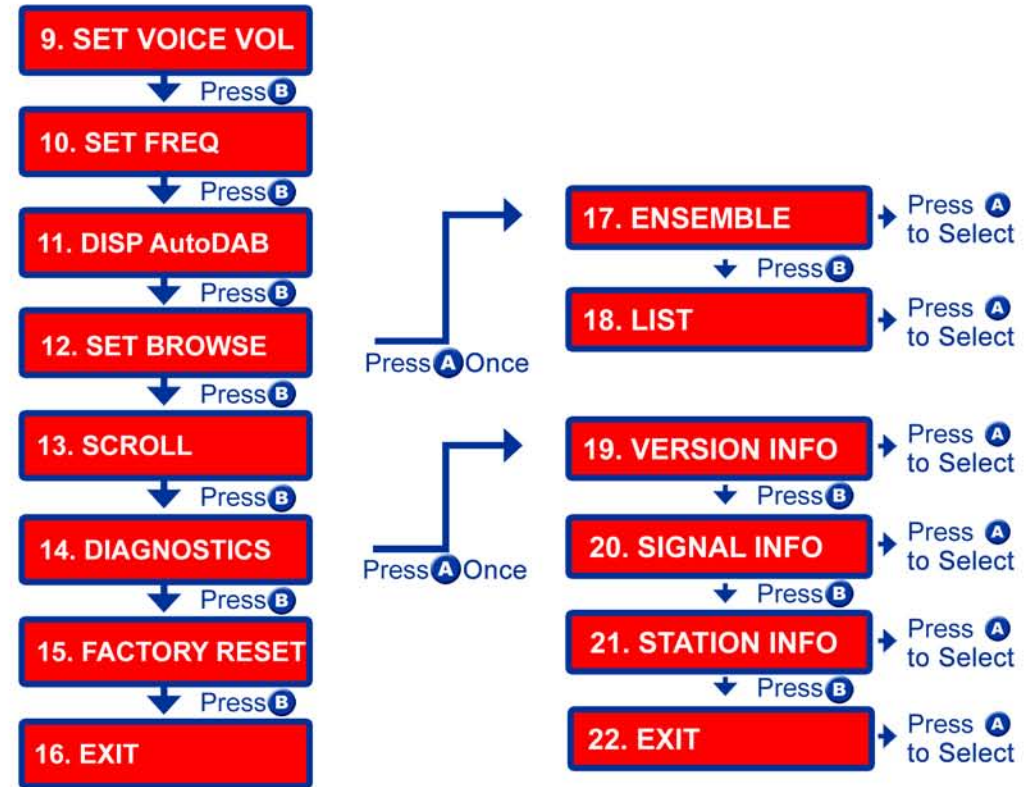 9. SET VOICE VOL
Press B
10. SET FREQ
Press B
11. DISP AutoDAB
Press B
12. SET BROWSE
Press B
13. SCROLL
Press B
14. DIAGNOSTICS
Press B
15. FACTORY RESET
Press B
16. EXIT
Press A Once
17. ENSEMBLE
Press A
to Select
Press B
18. LIST
Press A
to Select
Press A Once
19. VERSION INFO
Press A
to Select
Press B
20. SIGNAL INFO
Press A
to Select
Press B
21. STATION INFO
Press A
to Select
Press B
22. EXIT
Press A
to Select